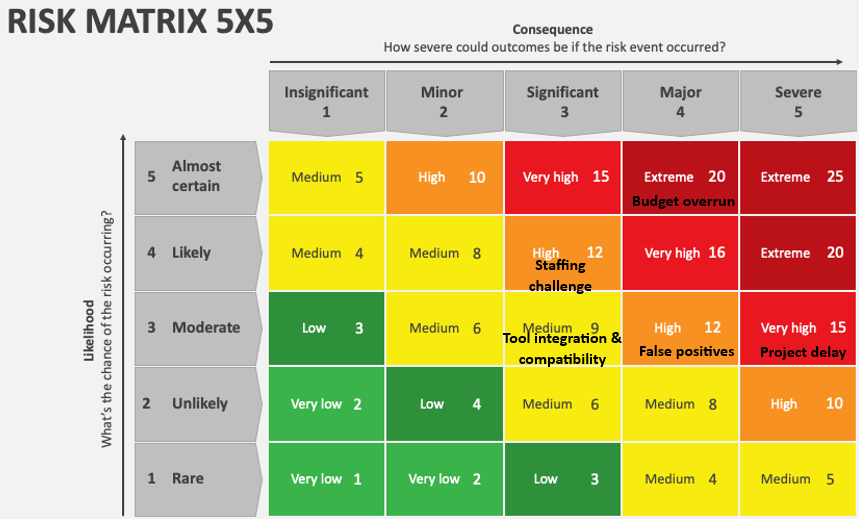 RISK MATRIX 5X5
Consequence
How severe could outcomes be if the risk event occurred?
Insignificant
1
Minor
2
Significant
3
Major
4
Severe
5
Likelihood
What's the chance of the risk occurring?
5 Almost certain
Medium 5
High 10
Very high 15
Extreme 20
Budget overrun
Extreme 25
4 Likely
Medium 4
Medium 8
High 12
Staffing
challenge
Very high 16
Extreme 20
3 Moderate
Low 3
Medium 6
Medium 9
Tool integration &
compatibility
High 12
False positives
Very high 15
Project delay
2 Unlikely
Very low 2
Low 4
Medium 6
Medium 8
High 10
1 Rare
Very low 1
Very low 2
Low 3
Medium 4
Medium 5